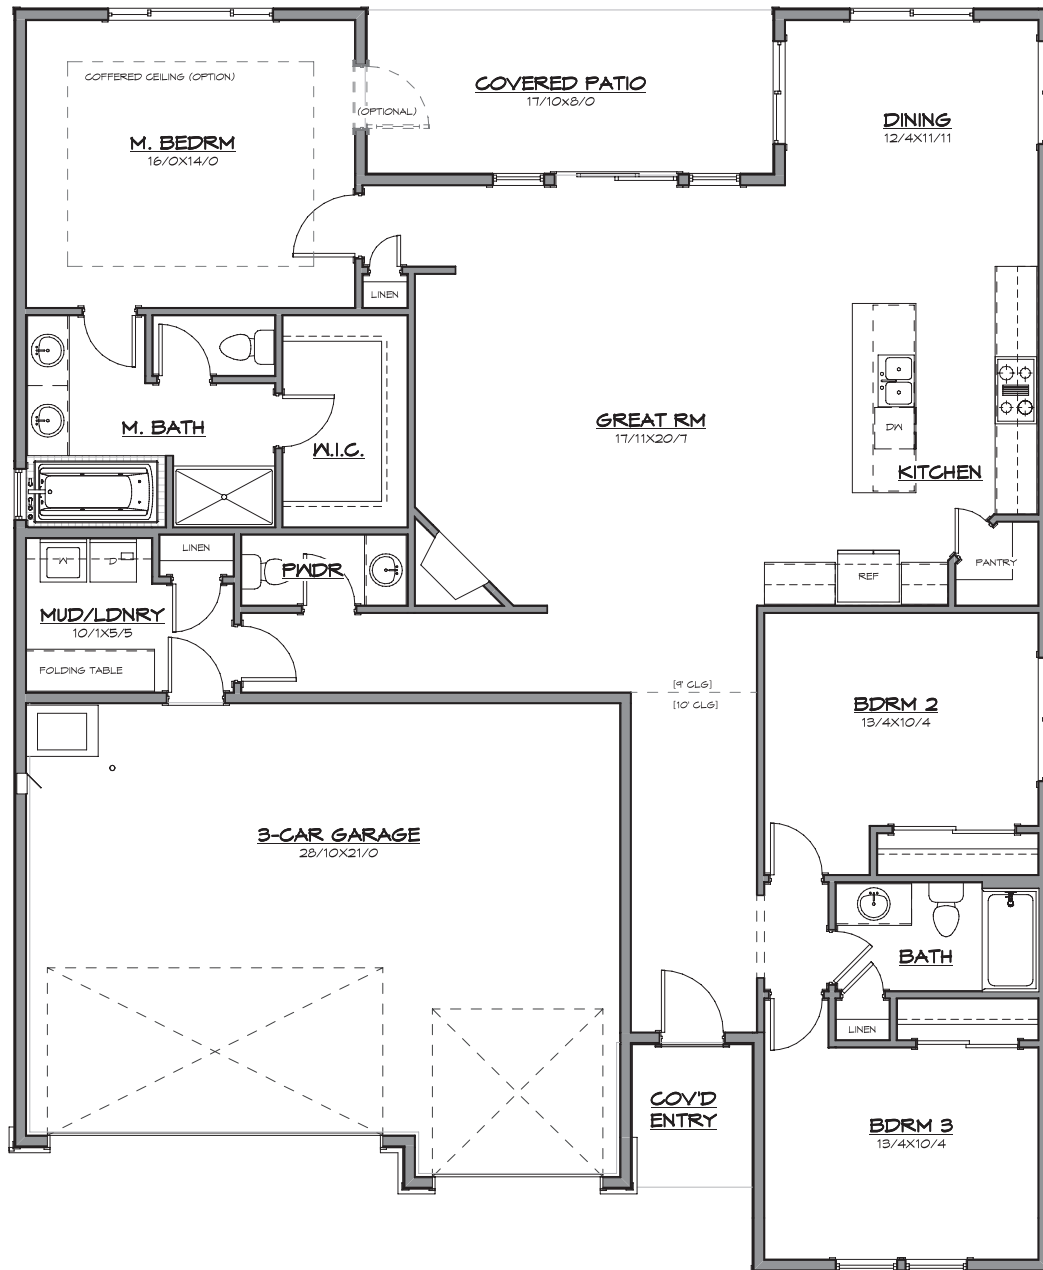 COFFERED CEILING (OPTION)
M. BEDRM
16/0X14/0
(OPTIONAL)
COVERED PATIO
17/10x8/0
DINING
12/4X11/11
LINEN
M. BATH
W.I.C.
GREAT RM
17/11X20/7
DW
KITCHEN
W
D
LINEN
PWDR
REF
PANTRY
MUD/LDNRY
10/1X5/5
FOLDING TABLE
[9' CLG]
[10' CLG]
BDRM 2
13/4X10/4
3-CAR GARAGE
28/10X21/0
BATH
LINEN
COV'D
ENTRY
BDRM 3
13/4X10/4